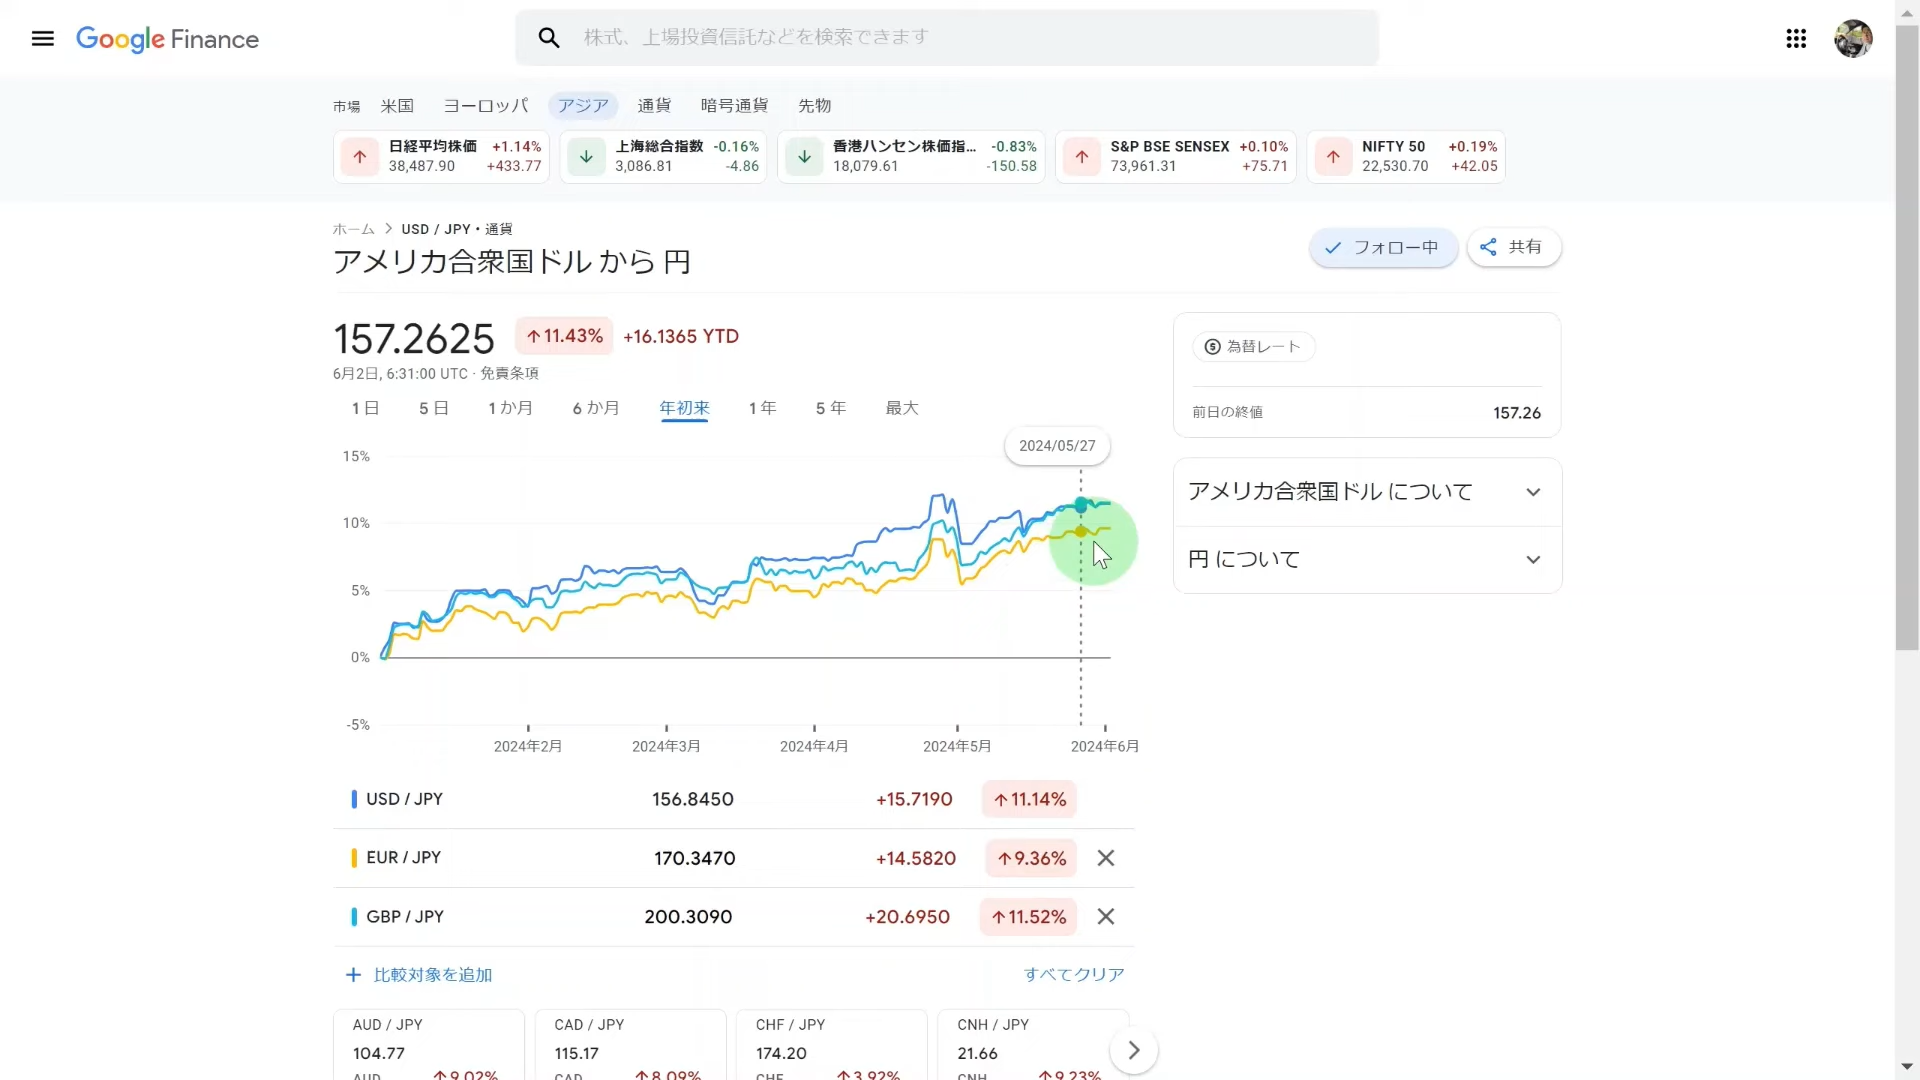 Google Finance
株式、上場投資信託などを検索できます
市場 米国 ヨーロッパ アジア 通貨 暗号通貨 先物
日経平均株価 +1.14%
38,487.90 +433.77
上海総合指数 -0.16%
3,086.81 -4.86
香港ハンセン株価指... -0.83%
18,079.61 -150.58
S&P BSE SENSEX +0.10%
73,961.31 +75.71
NIFTY 50 +0.19%
22,530.70 +42.05
ホーム > USD / JPY • 通貨
アメリカ合衆国ドル から 円
フォロー中
共有
157.2625 ↑11.43% +16.1365 YTD
6月2日, 6:31:00 UTC · 免責条項
1日 5日 1か月 6か月 年初来 1年 5年 最大
2024/05/27
15%
10%
5%
0%
-5%
2024年2月 2024年3月 2024年4月 2024年5月 2024年6月
為替レート
前日の終値 157.26
アメリカ合衆国ドル について
円 について
USD / JPY 156.8450 +15.7190 ↑11.14%
EUR / JPY 170.3470 +14.5820 ↑9.36%
GBP / JPY 200.3090 +20.6950 ↑11.52%
+ 比較対象を追加 すべてクリア
AUD / JPY
104.77
AUD ↑9.02%
CAD / JPY
115.17
CAD ↑8.09%
CHF / JPY
174.20
CHF ↑3.92%
CNH / JPY
21.66
CNH ↑9.23%